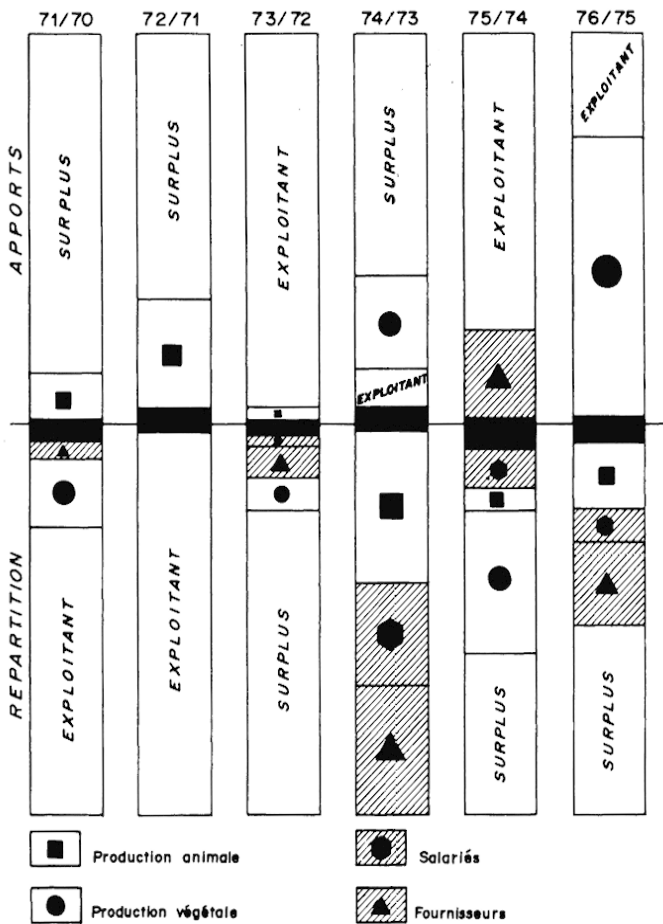 71/70 72/71 73/72 74/73 75/74 76/75
APPORTS
REPARTITION
SURPLUS
EXPLOITANT
SURPLUS
EXPLOITANT
EXPLOITANT
SURPLUS
SURPLUS
EXPLOITANT
EXPLOITANT
SURPLUS
EXPLOITANT
SURPLUS
Production animale
Salariés
Production végétale
Fournisseurs